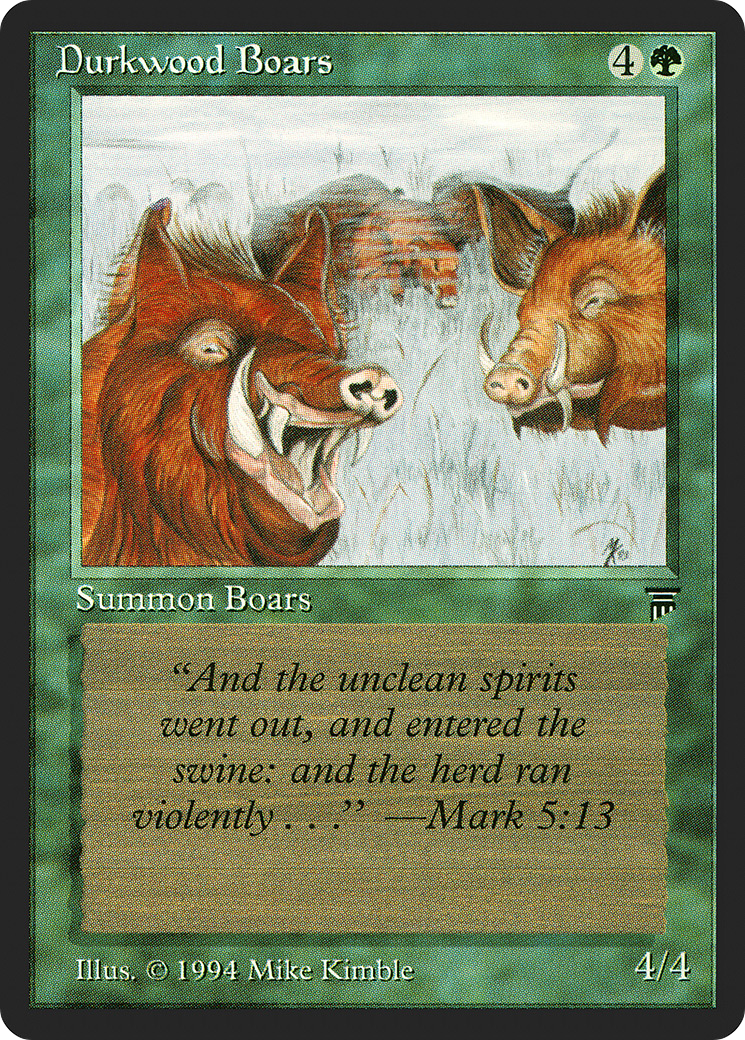 Durkwood Boars 4
Summon Boars
“And the unclean spirits
went out, and entered the
swine: and the herd ran
violently . . .’’ —Mark 5:13
Illus. © 1994 Mike Kimble 4/4